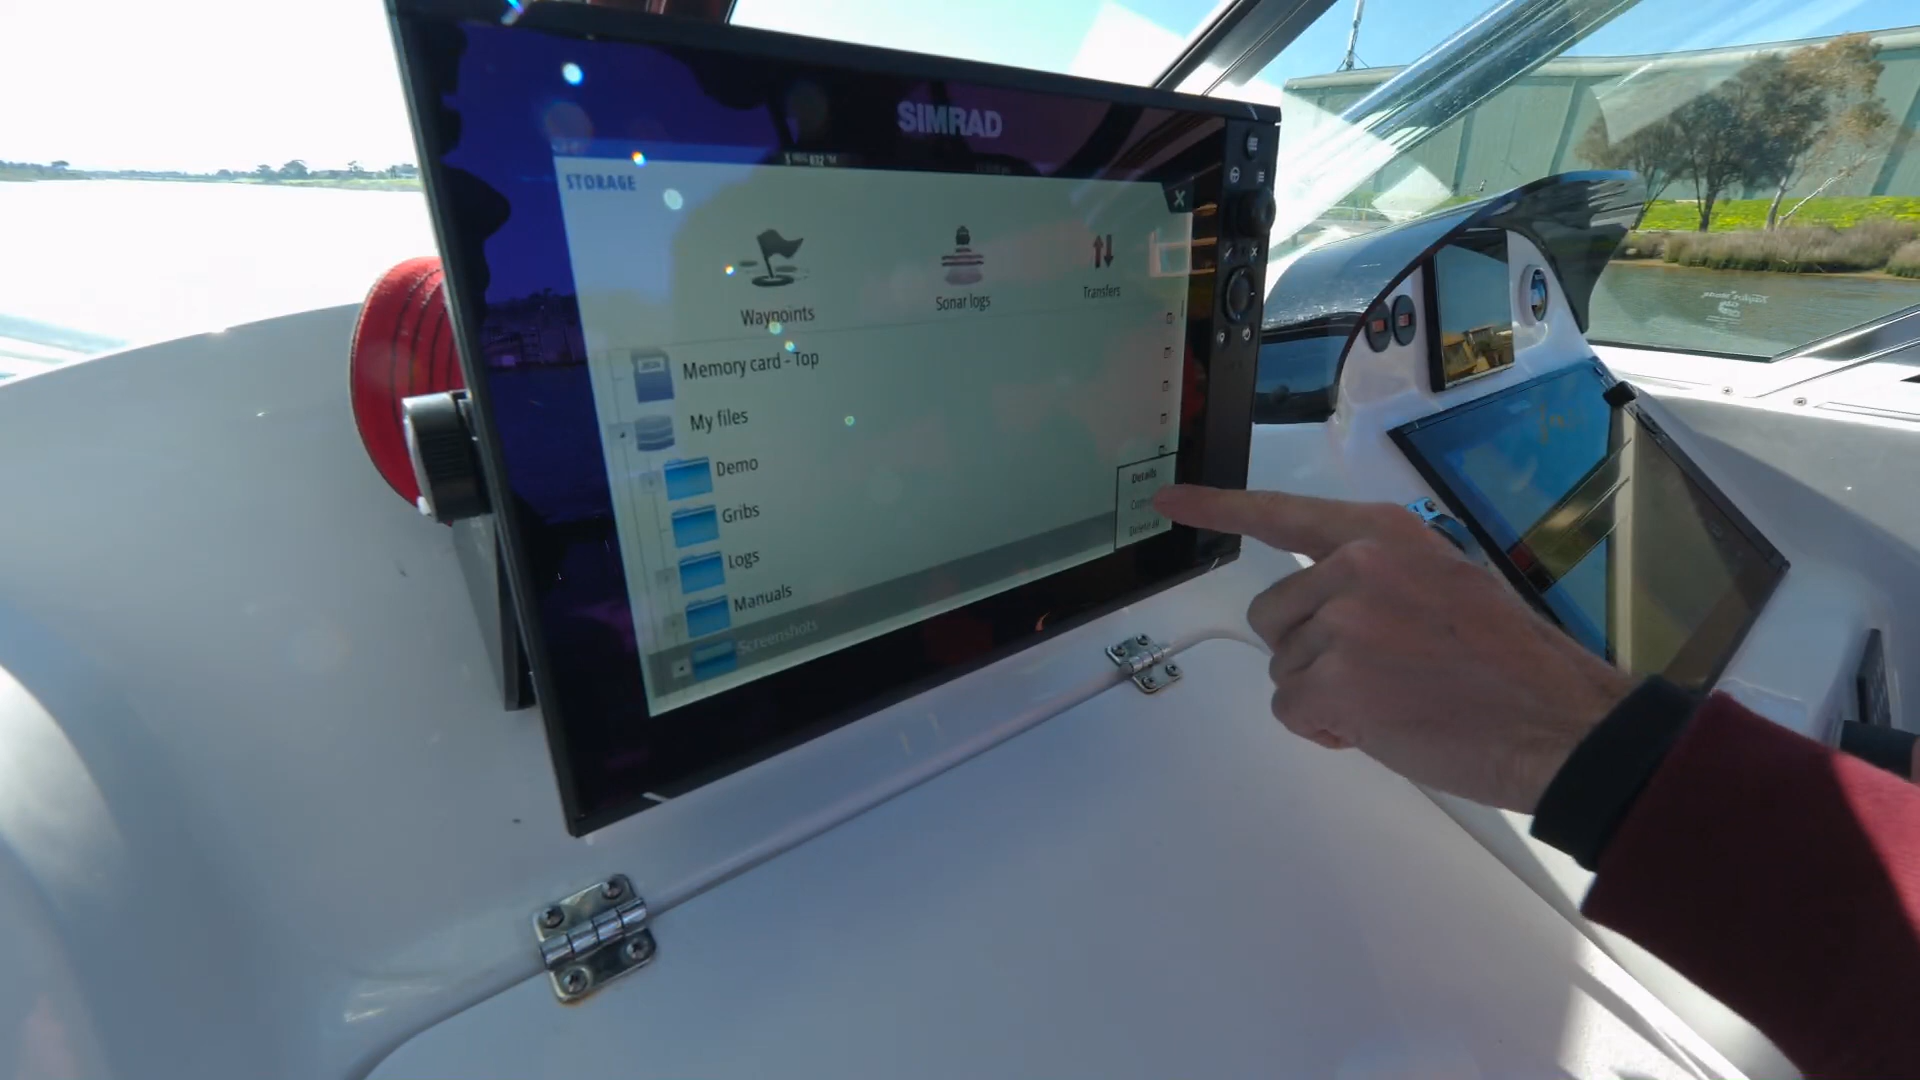 SIMRAD
STORAGE
Waypoints
Sonar logs
Transfers
Memory card - Top
My files
Demo
Gribs
Logs
Manuals
Screenshots
Details
Delete all